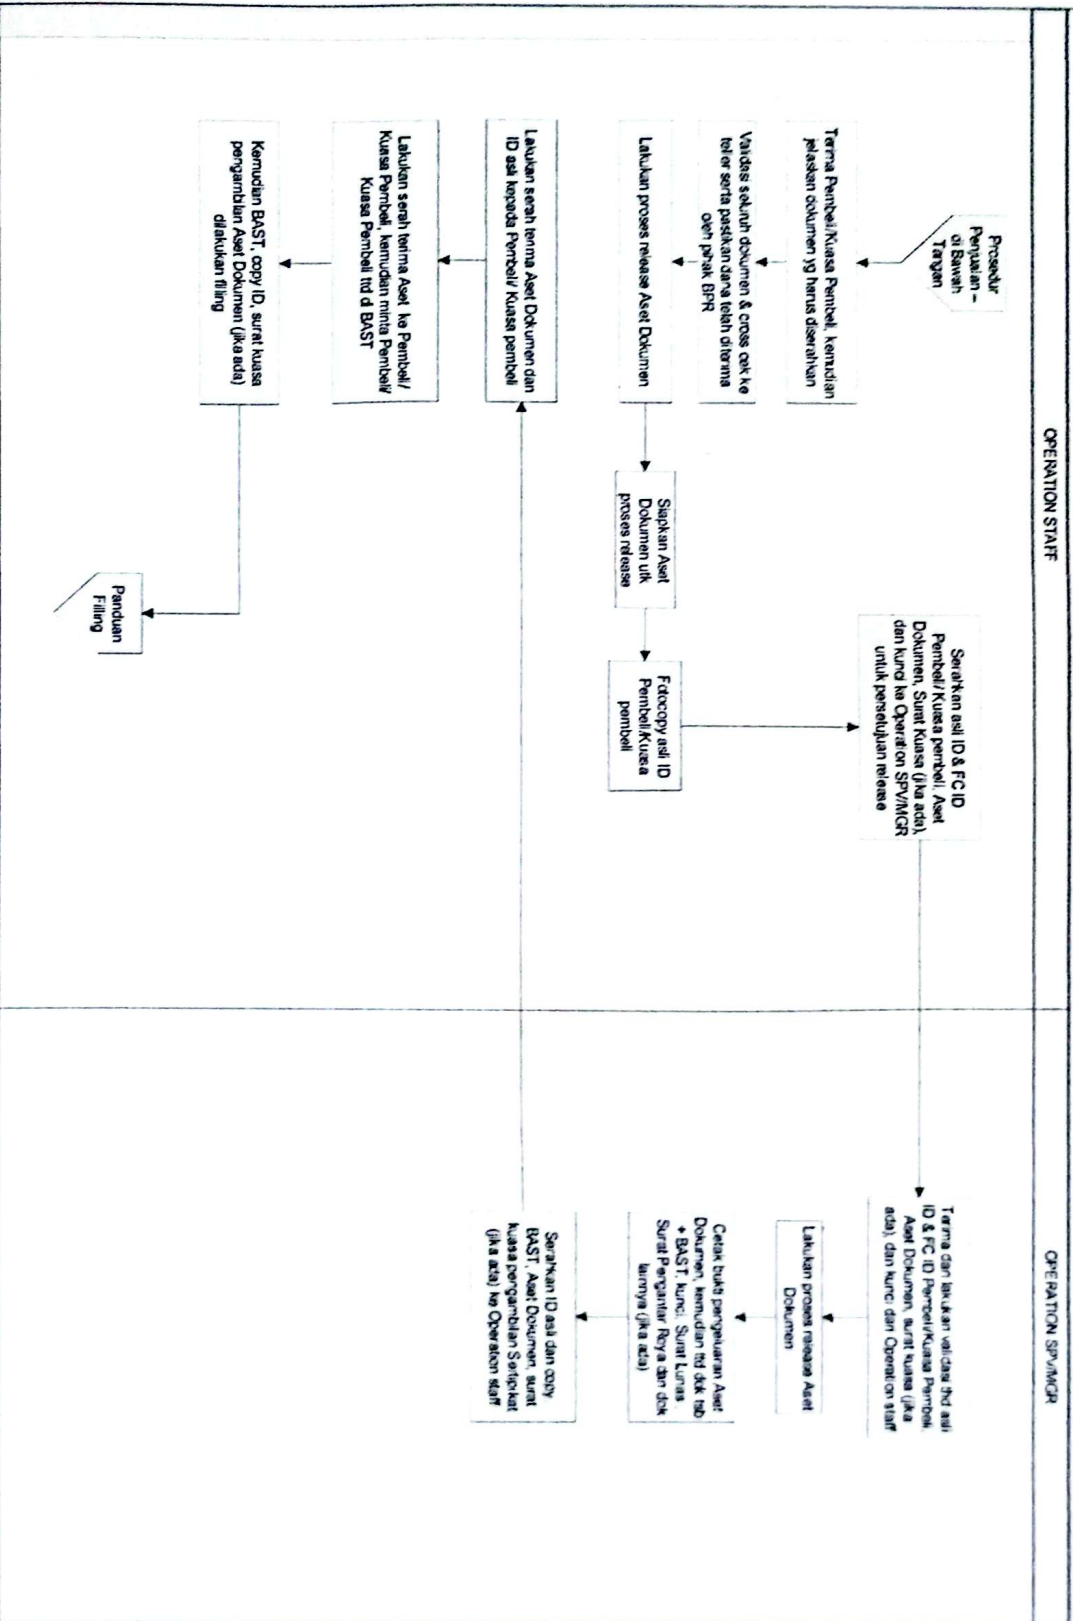 OPERATION STAFF
OPERATION SPV/MGR
Prosedur
Penjualan –
di Bawah
Tangan
Terima Pembeli/Kuasa Pembeli, kemudian
jelaskan dokumen yg harus diserahkan
Validasi seluruh dokumen & cross cek ke
teller serta pastikan dana telah diterima
oleh pihak BPR
Lakukan proses release Aset Dokumen
Siapkan Aset
Dokumen utk
proses release
Fotocopy asli ID
Pembeli/Kuasa
pembeli
Serahkan asli ID & FC ID
Pembeli/ Kuasa pembeli, Aset
Dokumen, Surat Kuasa (jika ada),
dan kunci ke Operation SPV/MGR
untuk persetujuan release
Terima dan lakukan validasi thd asli
ID & FC ID Pembeli/Kuasa Pembeli,
Aset Dokumen, surat kuasa (jika
ada), dan kunci dari Operation staff
Lakukan proses release Aset
Dokumen
Cetak bukti pengeluaran Aset
Dokumen, kemudian ttd dok tsb
+ BAST, kunci, Surat Lunas,
Surat Pengantar Roya dan dok
lainnya (jika ada)
Serahkan ID asli dan copy,
BAST, Aset Dokumen, surat
kuasa pengambilan Sertipikat
(jika ada) ke Operation staff
Lakukan serah terima Aset Dokumen dan
ID asli kepada Pembeli/ Kuasa pembeli
Lakukan serah terima Aset ke Pembeli/
Kuasa Pembeli, kemudian minta Pembeli/
Kuasa Pembeli ttd di BAST
Kemudian BAST, copy ID, surat kuasa
pengambilan Aset Dokumen (jika ada)
dilakukan filling
Panduan
Filling